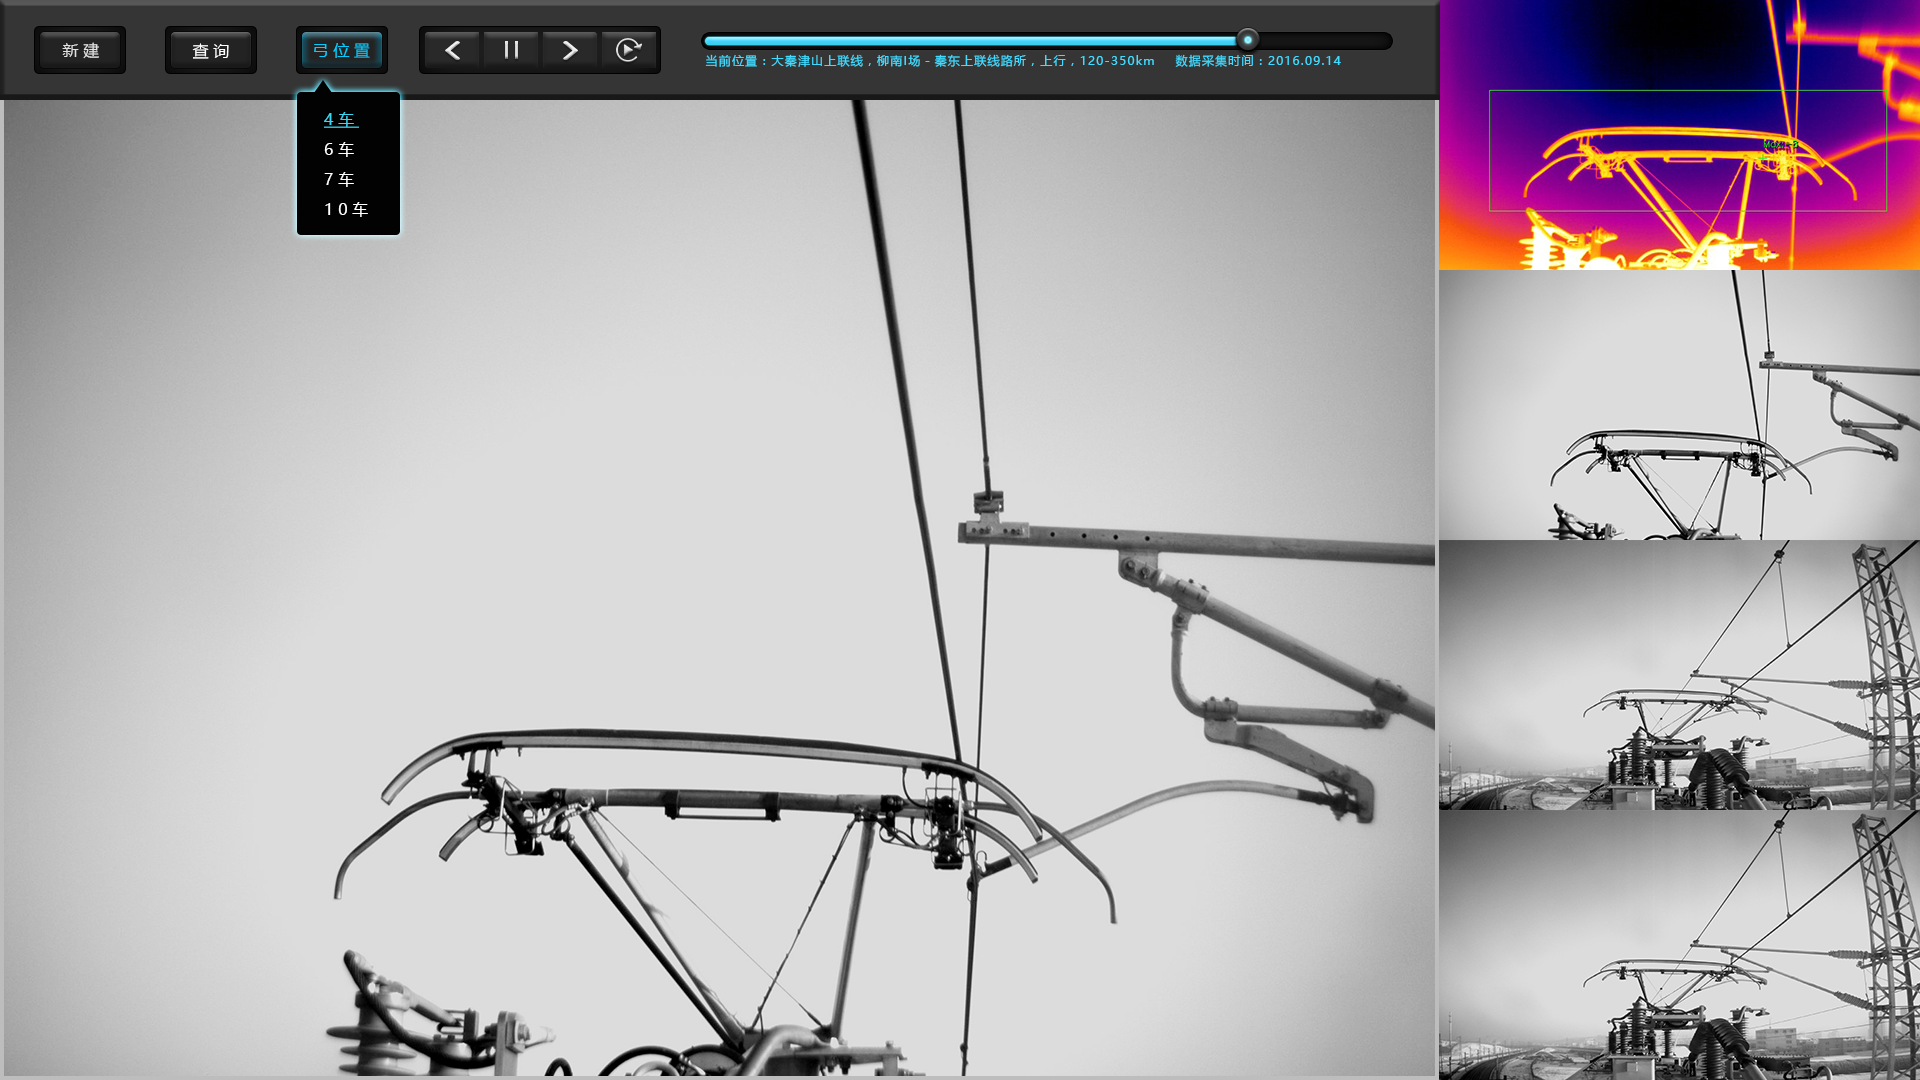 新建
查询
弓位置
当前位置：大秦津山上联线，柳南I场 - 秦东上联线路所，上行，120-350km 数据采集时间：2016.09.14
4车
6车
7车
10车